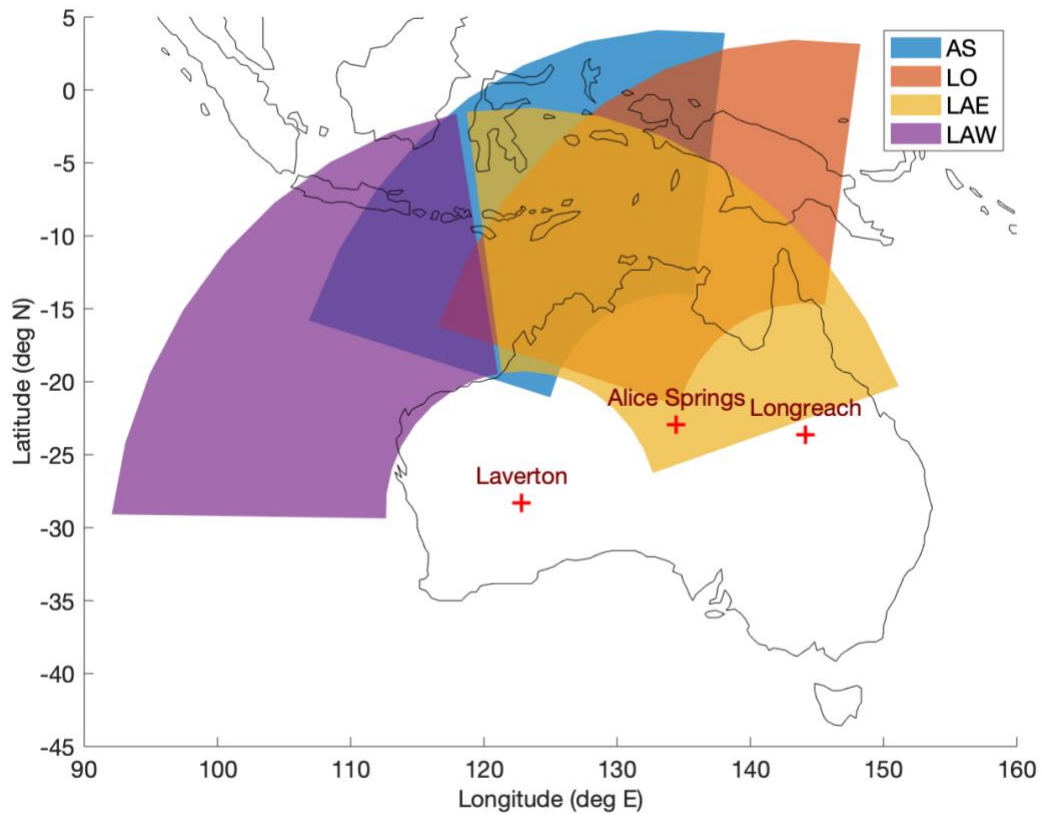 5
0
-5
-10
-15
-20
-25
-30
-35
-40
-45
Latitude (deg N)
AS
LO
LAE
LAW
Alice Springs
Longreach
Laverton
90
100
110
120
130
140
150
160
Longitude (deg E)